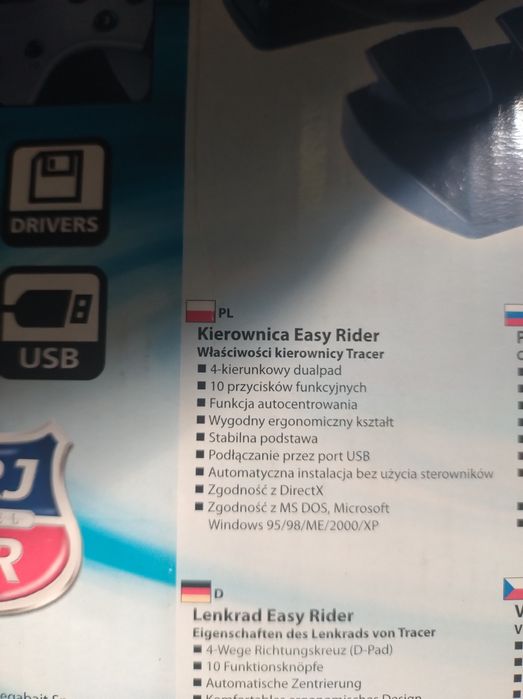 DRIVERS
USB
PL
Kierownica Easy Rider
Właściwości kierownicy Tracer
4-kierunkowy dualpad
10 przycisków funkcyjnych
Funkcja autocentrowania
Wygodny ergonomiczny kształt
Stabilna podstawa
Podłączanie przez port USB
Automatyczna instalacja bez użycia sterowników
Zgodność z DirectX
Zgodność z MS DOS, Microsoft
Windows 95/98/ME/2000/XP
D
Lenkrad Easy Rider
Eigenschaften des Lenkrads von Tracer
4-Wege Richtungskreuz (D-Pad)
10 Funktionsknöpfe
Automatische Zentrierung